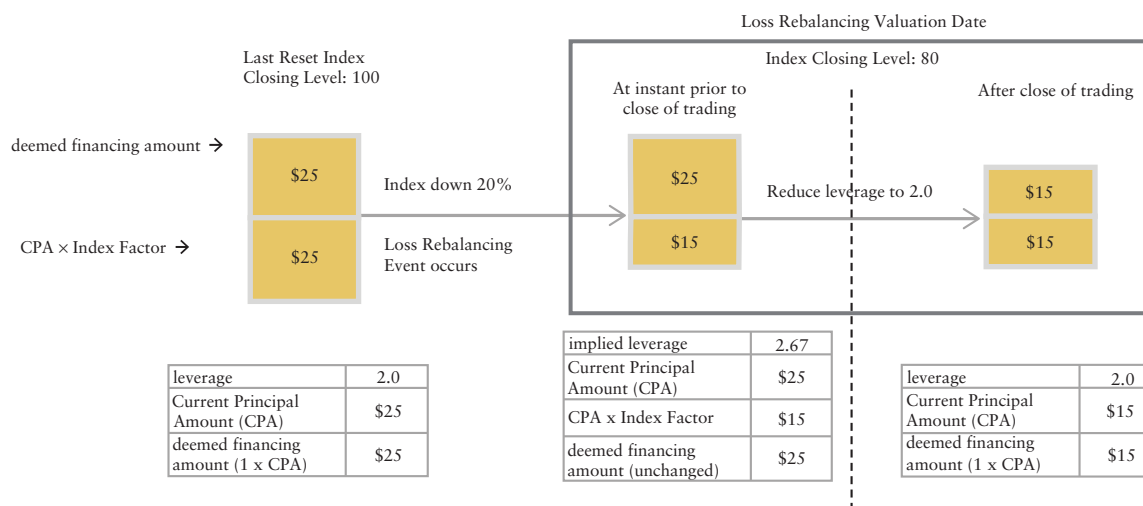 Loss Rebalancing Valuation Date
Last Reset Index
Closing Level: 100
Index Closing Level: 80
At instant prior to
close of trading
After close of trading
deemed financing amount →
$25
Index down 20%
$25
Reduce leverage to 2.0
$15
CPA × Index Factor →
$25
Loss Rebalancing
Event occurs
$15
$15
leverage 2.0
Current Principal
Amount (CPA) $25
deemed financing
amount (1 x CPA) $25
implied leverage 2.67
Current Principal
Amount (CPA) $25
CPA x Index Factor $15
deemed financing
amount (unchanged) $25
leverage 2.0
Current Principal
Amount (CPA) $15
deemed financing
amount (1 x CPA) $15